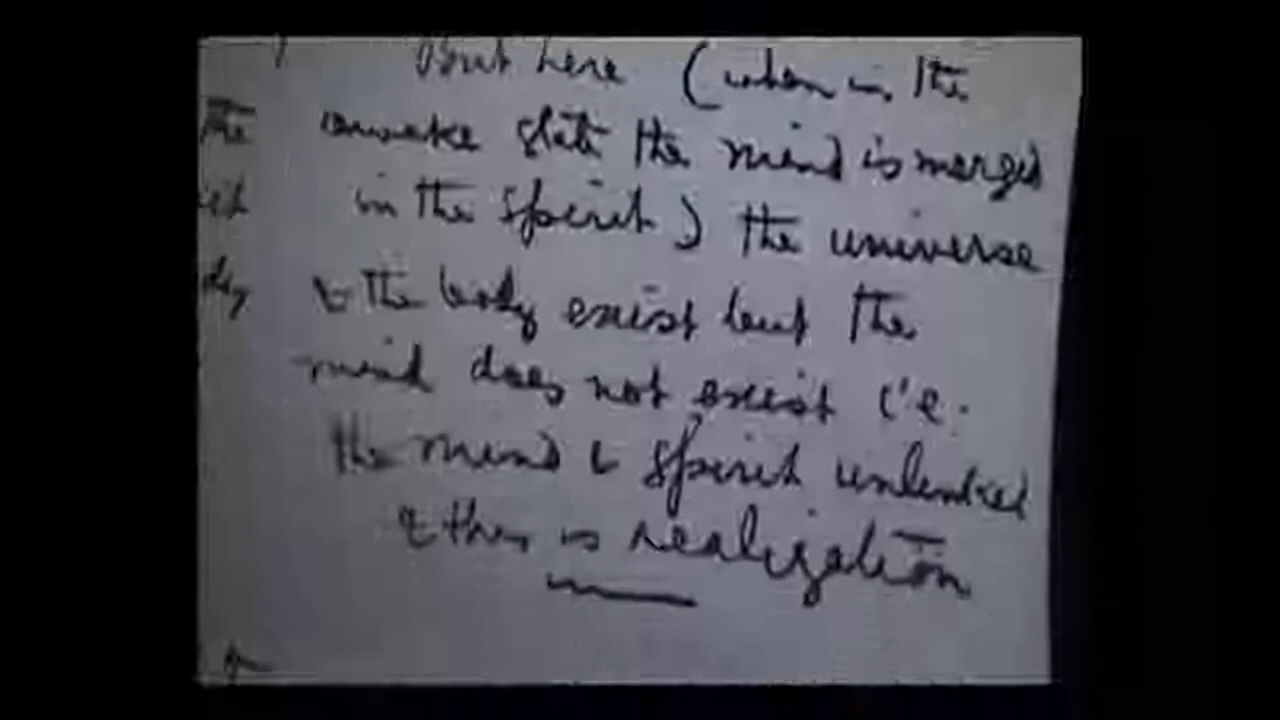 But here (when in the
the awake state the mind is merged
in the spirit) the universe
& the body exist but the
mind does not exist i.e.
the mind & spirit unlinked
& this is realization